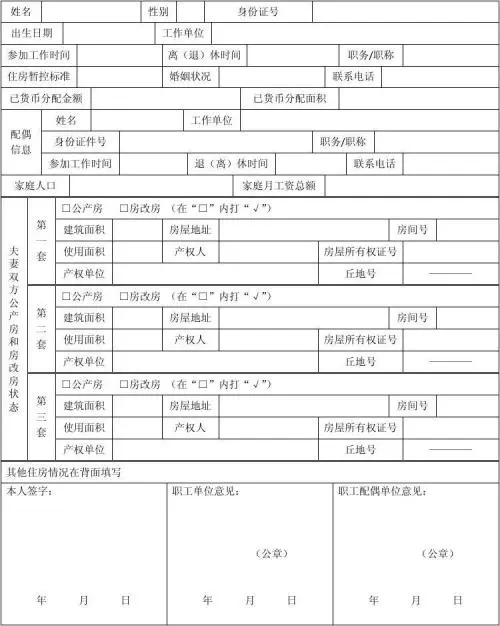 姓名 性别 身份证号
出生日期 工作单位
参加工作时间 离（退）休时间 职务/职称
住房暂控标准 婚姻状况 联系电话
已货币分配金额 已货币分配面积
配偶信息
姓名 工作单位
身份证件号 职务/职称
参加工作时间 退（离）休时间 联系电话
家庭人口 家庭月工资总额
夫妻双方公产房和房改房状态
第一套
□公产房 □房改房 （在“□”内打“√”）
建筑面积 房屋地址 房间号
使用面积 产权人 房屋所有权证号
产权单位 丘地号 ———
第二套
□公产房 □房改房 （在“□”内打“√”）
建筑面积 房屋地址 房间号
使用面积 产权人 房屋所有权证号
产权单位 丘地号 ———
第三套
□公产房 □房改房 （在“□”内打“√”）
建筑面积 房屋地址 房间号
使用面积 产权人 房屋所有权证号
产权单位 丘地号 ———
其他住房情况在背面填写
本人签字： 职工单位意见： 职工配偶单位意见：
（公章） （公章）
年 月 日 年 月 日 年 月 日